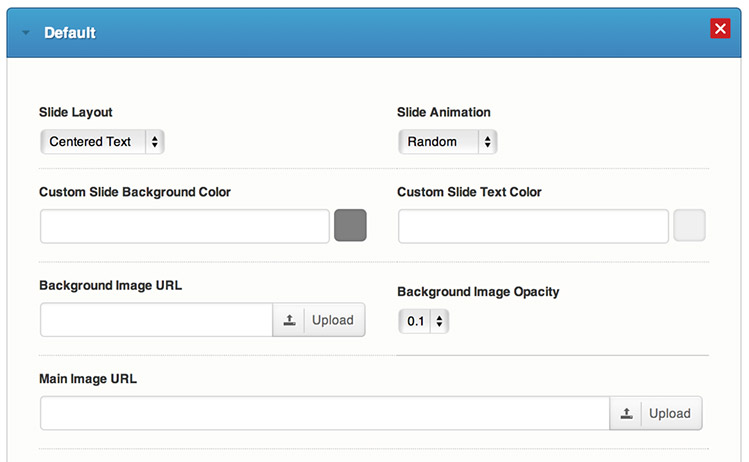 Default
Slide Layout
Slide Animation
Centered Text
Random
Custom Slide Background Color
Custom Slide Text Color
Background Image URL
Background Image Opacity
Upload
0.1
Main Image URL
Upload